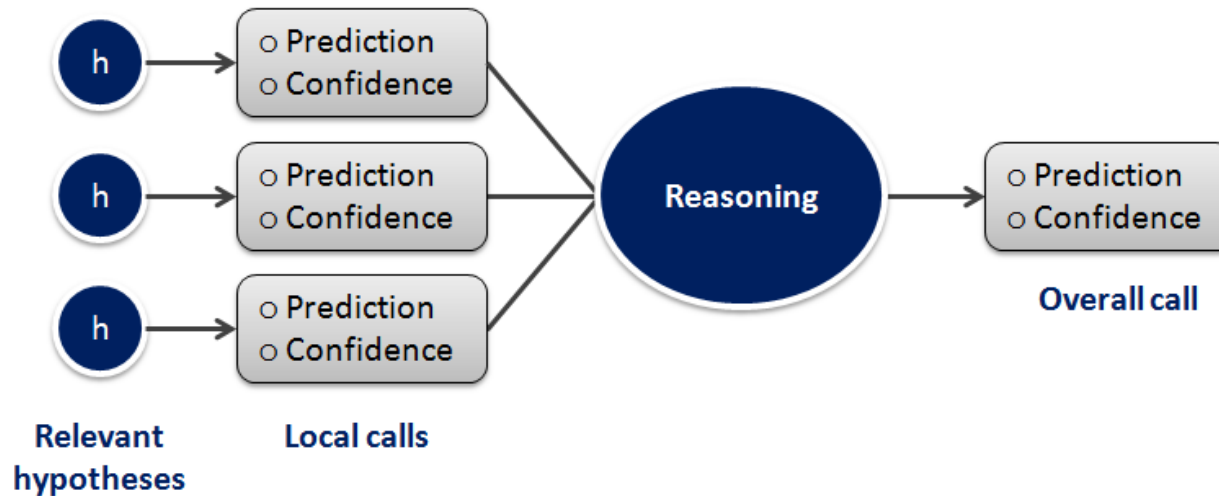 h
○ Prediction
○ Confidence
h
○ Prediction
○ Confidence
h
○ Prediction
○ Confidence
Reasoning
○ Prediction
○ Confidence
Overall call
Relevant
hypotheses
Local calls